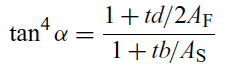 tan⁴ α = 1 + td/2A_F / 1 + tb/A_S